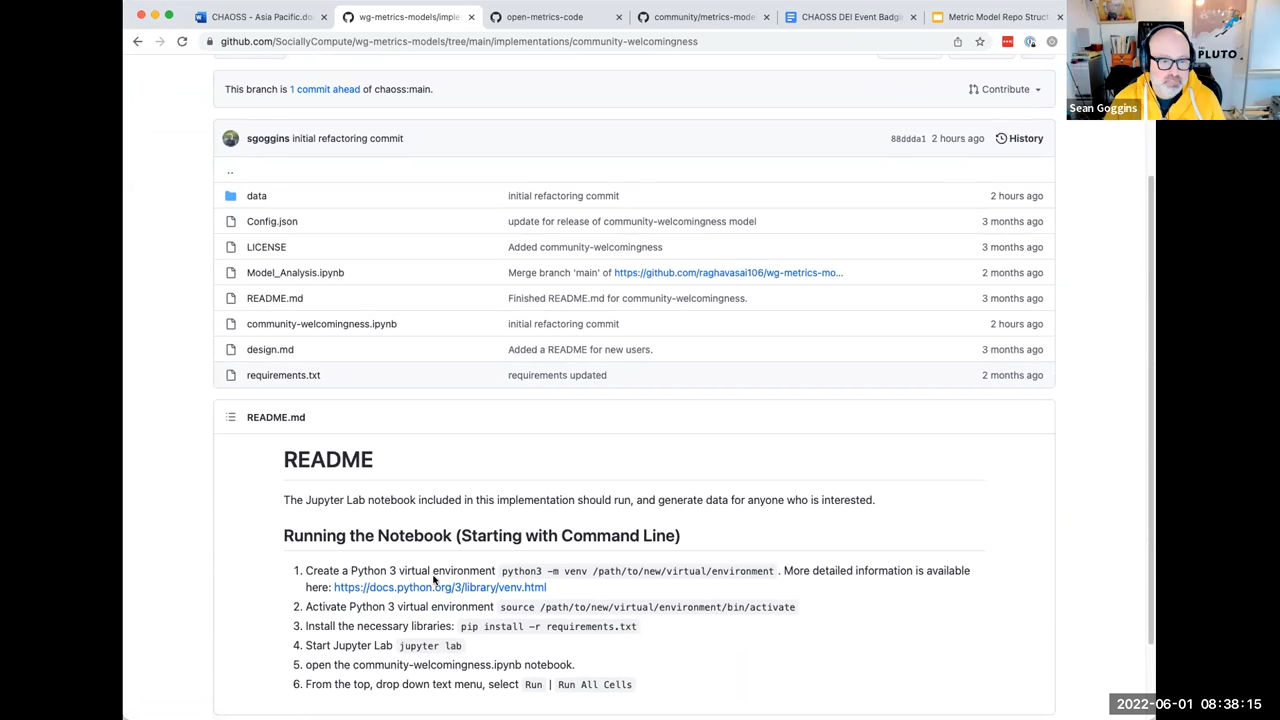 CHAOSS - Asia Pacific.do
wg-metrics-models/imple
open-metrics-code
community/metrics-mode
CHAOSS DEI Event Badg
Metric Model Repo Struct
github.com/SociallyCompute/wg-metrics-models/tree/main/implementations/community-welcomingness
PLUTO
Sean Goggins
This branch is 1 commit ahead of chaoss:main.
Contribute
sgoggins initial refactoring commit
88ddda1 2 hours ago History
..
data initial refactoring commit 2 hours ago
Config.json update for release of community-welcomingness model 3 months ago
LICENSE Added community-welcomingness 3 months ago
Model_Analysis.ipynb Merge branch 'main' of https://github.com/raghavasai106/wg-metrics-mo... 2 months ago
README.md Finished README.md for community-welcomingness. 3 months ago
community-welcomingness.ipynb initial refactoring commit 2 hours ago
design.md Added a README for new users. 3 months ago
requirements.txt requirements updated 2 months ago
README.md
README
The Jupyter Lab notebook included in this implementation should run, and generate data for anyone who is interested.
Running the Notebook (Starting with Command Line)
1. Create a Python 3 virtual environment python3 -m venv /path/to/new/virtual/environment . More detailed information is available
here: https://docs.python.org/3/library/venv.html
2. Activate Python 3 virtual environment source /path/to/new/virtual/environment/bin/activate
3. Install the necessary libraries: pip install -r requirements.txt
4. Start Jupyter Lab jupyter lab
5. open the community-welcomingness.ipynb notebook.
6. From the top, drop down text menu, select Run | Run All Cells
2022-06-01 08:38:15